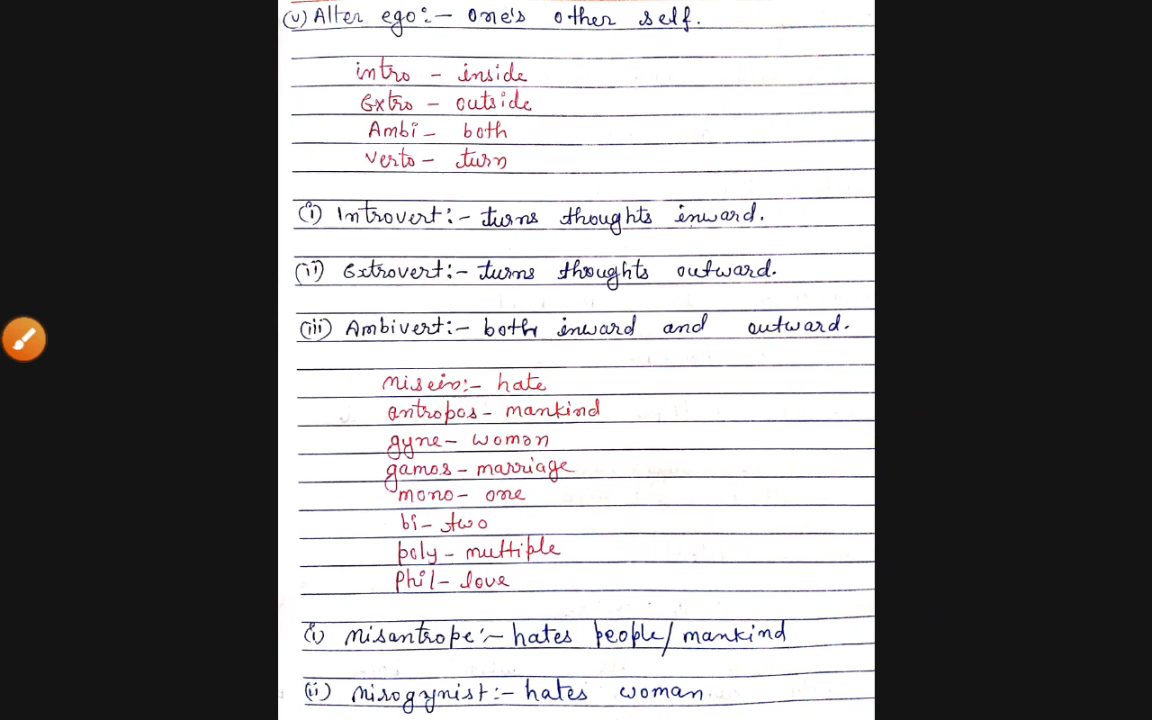 (v) Alter ego:- one's other self.
intro - inside
Extro - outside
Ambi - both
verto - turn
(i) Introvert:- turns thoughts inward.
(ii) Extrovert:- turns thoughts outward.
(iii) Ambivert:- both inward and outward.
misein:- hate
antropos - mankind
gyne - woman
gamos - marriage
mono - one
bi - two
poly - multiple
Phil - love
(i) misantrope:- hates people/mankind
(ii) misogynist:- hates woman